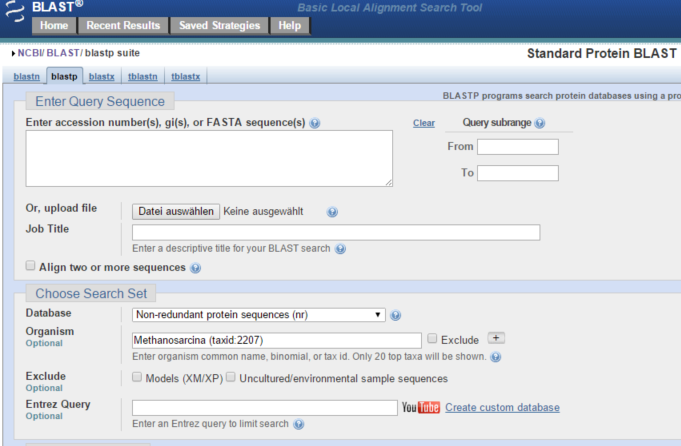 BLAST®
Basic Local Alignment Search Tool
Home Recent Results Saved Strategies Help
NCBI/ BLAST/ blastp suite
Standard Protein BLAST
blastn blastp blastx tblastn tblastx
BLASTP programs search protein databases using a pro
Enter Query Sequence
Enter accession number(s), gi(s), or FASTA sequence(s)
Clear
Query subrange
From
To
Or, upload file
Datei auswählen Keine ausgewählt
Job Title
Enter a descriptive title for your BLAST search
Align two or more sequences
Choose Search Set
Database
Non-redundant protein sequences (nr)
Organism
Optional
Methanosarcina (taxid:2207)
Exclude +
Enter organism common name, binomial, or tax id. Only 20 top taxa will be shown.
Exclude
Optional
Models (XM/XP) Uncultured/environmental sample sequences
Entrez Query
Optional
YouTube Create custom database
Enter an Entrez query to limit search